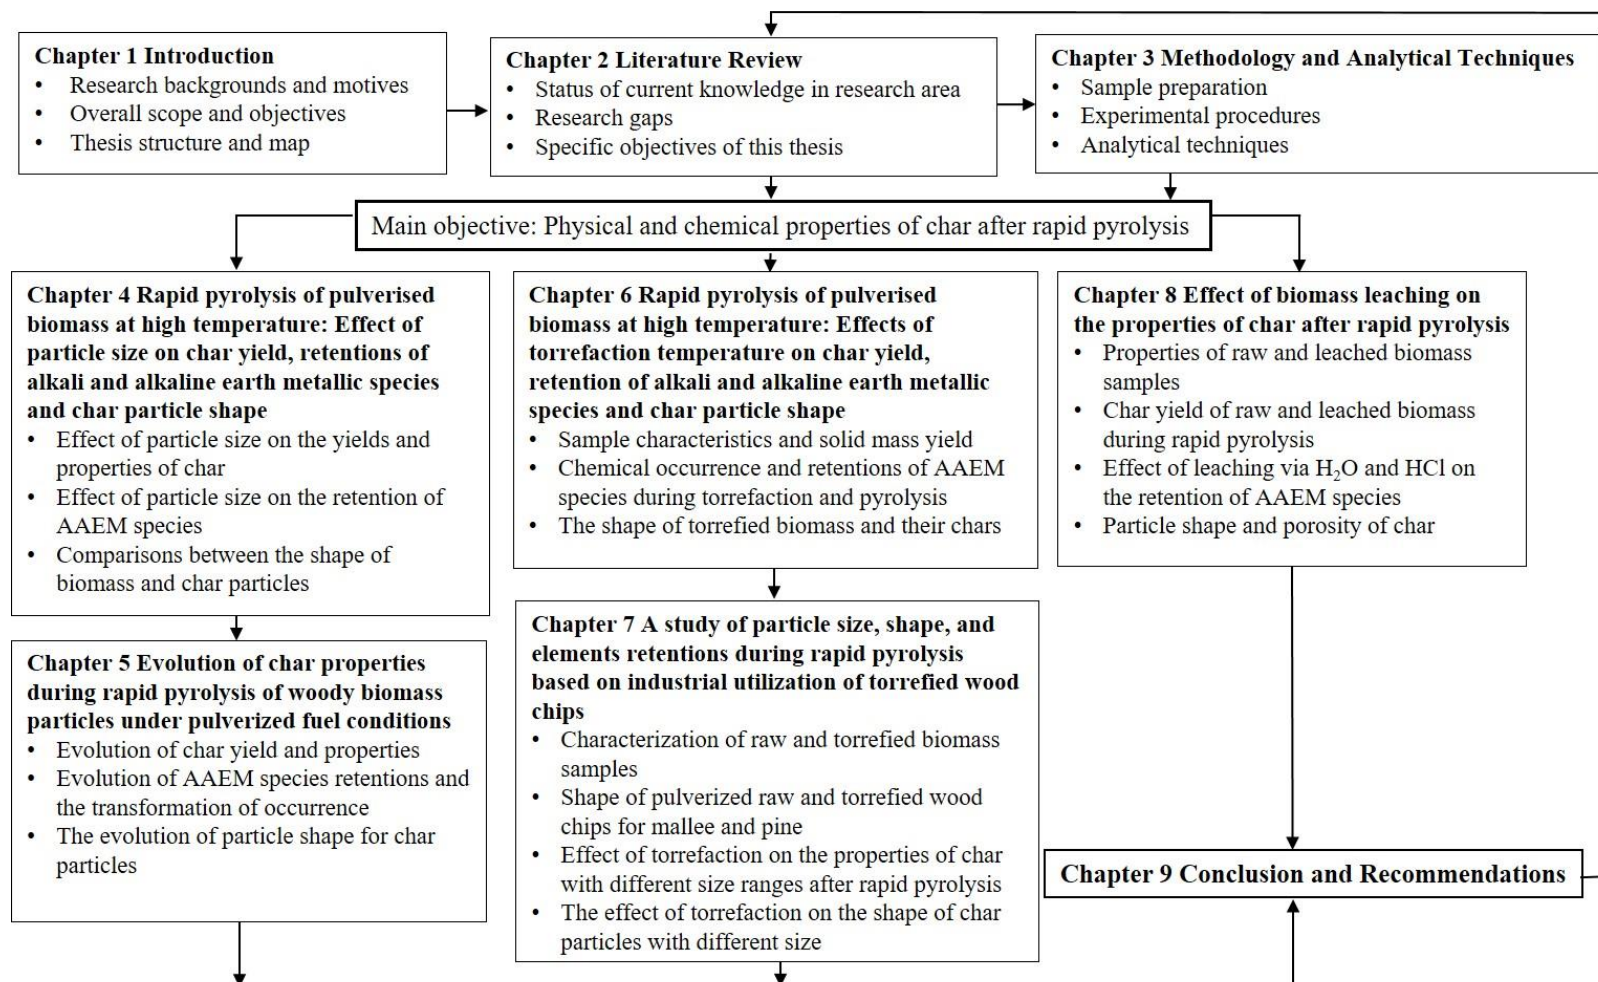 Chapter 1 Introduction
• Research backgrounds and motives
• Overall scope and objectives
• Thesis structure and map
Chapter 2 Literature Review
• Status of current knowledge in research area
• Research gaps
• Specific objectives of this thesis
Chapter 3 Methodology and Analytical Techniques
• Sample preparation
• Experimental procedures
• Analytical techniques
Main objective: Physical and chemical properties of char after rapid pyrolysis
Chapter 4 Rapid pyrolysis of pulverised
biomass at high temperature: Effect of
particle size on char yield, retentions of
alkali and alkaline earth metallic species
and char particle shape
• Effect of particle size on the yields and
properties of char
• Effect of particle size on the retention of
AAEM species
• Comparisons between the shape of
biomass and char particles
Chapter 5 Evolution of char properties
during rapid pyrolysis of woody biomass
particles under pulverized fuel conditions
• Evolution of char yield and properties
• Evolution of AAEM species retentions and
the transformation of occurrence
• The evolution of particle shape for char
particles
Chapter 6 Rapid pyrolysis of pulverised
biomass at high temperature: Effects of
torrefaction temperature on char yield,
retention of alkali and alkaline earth metallic
species and char particle shape
• Sample characteristics and solid mass yield
• Chemical occurrence and retentions of AAEM
species during torrefaction and pyrolysis
• The shape of torrefied biomass and their chars
Chapter 7 A study of particle size, shape, and
elements retentions during rapid pyrolysis
based on industrial utilization of torrefied wood
chips
• Characterization of raw and torrefied biomass
samples
• Shape of pulverized raw and torrefied wood
chips for mallee and pine
• Effect of torrefaction on the properties of char
with different size ranges after rapid pyrolysis
• The effect of torrefaction on the shape of char
particles with different size
Chapter 8 Effect of biomass leaching on
the properties of char after rapid pyrolysis
• Properties of raw and leached biomass
samples
• Char yield of raw and leached biomass
during rapid pyrolysis
• Effect of leaching via H₂O and HCl on
the retention of AAEM species
• Particle shape and porosity of char
Chapter 9 Conclusion and Recommendations